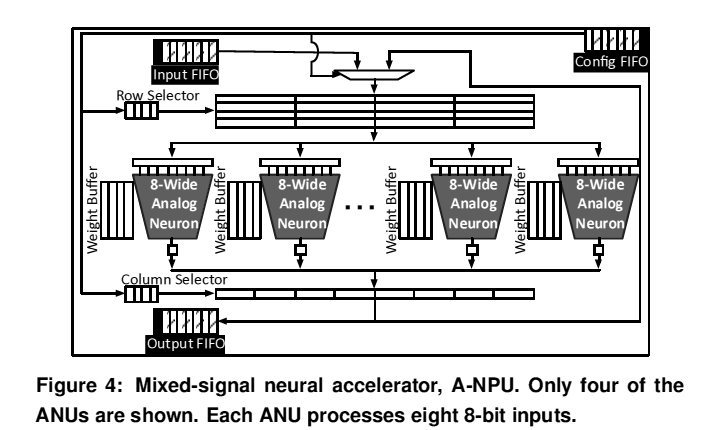 Input FIFO
Config FIFO
Row Selector
Weight Buffer
8-Wide
Analog
Neuron
Weight Buffer
8-Wide
Analog
Neuron
...
Weight Buffer
8-Wide
Analog
Neuron
Weight Buffer
8-Wide
Analog
Neuron
Column Selector
Output FIFO
Figure 4: Mixed-signal neural accelerator, A-NPU. Only four of the
ANUs are shown. Each ANU processes eight 8-bit inputs.